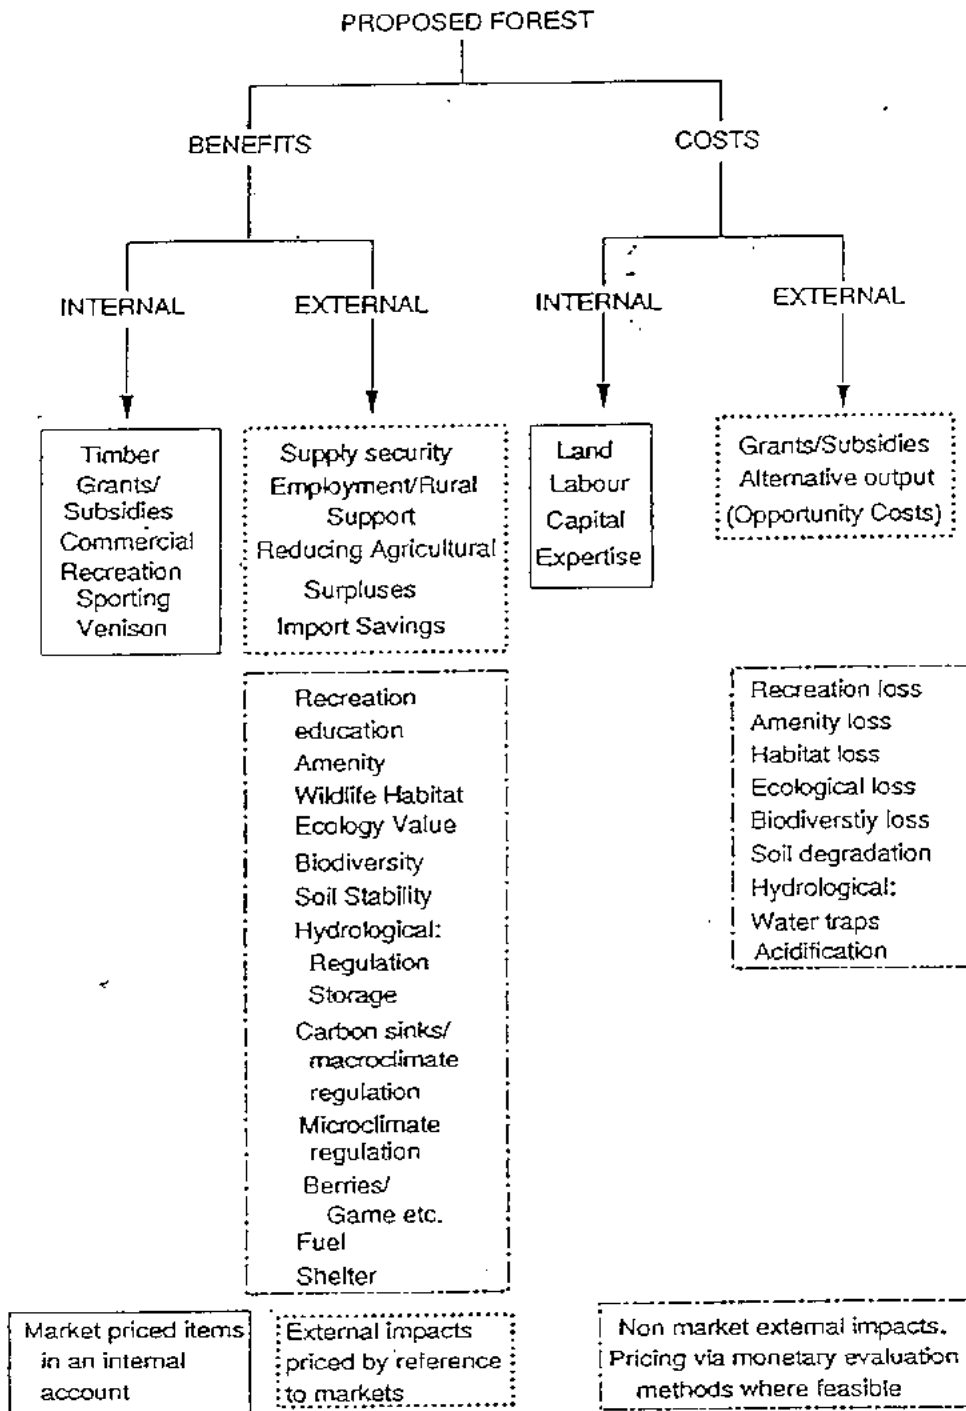 PROPOSED FOREST
BENEFITS
COSTS
INTERNAL
EXTERNAL
INTERNAL
EXTERNAL
Timber
Grants/
Subsidies
Commercial
Recreation
Sporting
Venison
Supply security
Employment/Rural
Support
Reducing Agricultural
Surpluses
Import Savings
Land
Labour
Capital
Expertise
Grants/Subsidies
Alternative output
(Opportunity Costs)
Recreation
education
Amenity
Wildlife Habitat
Ecology Value
Biodiversity
Soil Stability
Hydrological:
Regulation
Storage
Carbon sinks/
macroclimate
regulation
Microclimate
regulation
Berries/
Game etc.
Fuel
Shelter
Recreation loss
Amenity loss
Habitat loss
Ecological loss
Biodiverstiy loss
Soil degradation
Hydrological:
Water traps
Acidification
Market priced items
in an internal
account
External impacts
priced by reference
to markets
Non market external impacts.
Pricing via monetary evaluation
methods where feasible